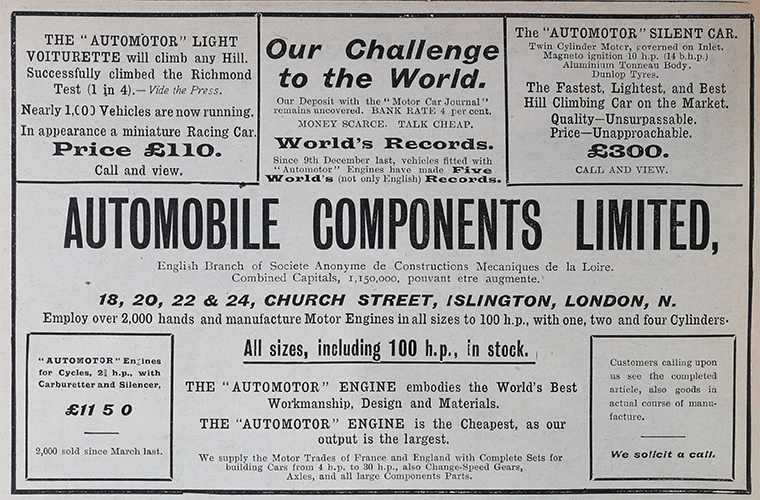 THE "AUTOMOTOR" LIGHT
VOITURETTE will climb any Hill.
Successfully climbed the Richmond
Test (1 in 4).—Vide the Press.
Nearly 1,000 Vehicles are now running.
In appearance a miniature Racing Car.
Price £110.
Call and view.
Our Challenge
to the World.
Our Deposit with the "Motor Car Journal"
remains uncovered. BANK RATE 4 per cent.
MONEY SCARCE. TALK CHEAP.
World's Records.
Since 9th December last, vehicles fitted with
"Automotor" Engines have made Five
World's (not only English) Records.
The "AUTOMOTOR" SILENT CAR.
Twin Cylinder Motor, governed on Inlet.
Magneto ignition 10 h.p. (14 b.h.p.)
Aluminium Tonneau Body.
Dunlop Tyres.
The Fastest, Lightest, and Best
Hill Climbing Car on the Market.
Quality—Unsurpassable.
Price—Unapproachable.
£300.
CALL AND VIEW.
AUTOMOBILE COMPONENTS LIMITED,
English Branch of Societe Anonyme de Constructions Mecaniques de la Loire.
Combined Capitals, 1,150,000, pouvant etre augmente.
18, 20, 22 & 24, CHURCH STREET, ISLINGTON, LONDON, N.
Employ over 2,000 hands and manufacture Motor Engines in all sizes to 100 h.p., with one, two and four Cylinders.
"AUTOMOTOR" Engines
for Cycles, 2¾ h.p., with
Carburetter and Silencer,
£11 5 0
2,000 sold since March last.
All sizes, including 100 h.p., in stock.
THE "AUTOMOTOR" ENGINE embodies the World's Best
Workmanship, Design and Materials.
THE "AUTOMOTOR" ENGINE is the Cheapest, as our
output is the largest.
We supply the Motor Trades of France and England with Complete Sets for
building Cars from 4 h.p. to 30 h.p., also Change-Speed Gears,
Axles, and all large Components Parts.
Customers calling upon
us see the completed
article, also goods in
actual course of manu-
facture.
We solicit a call.